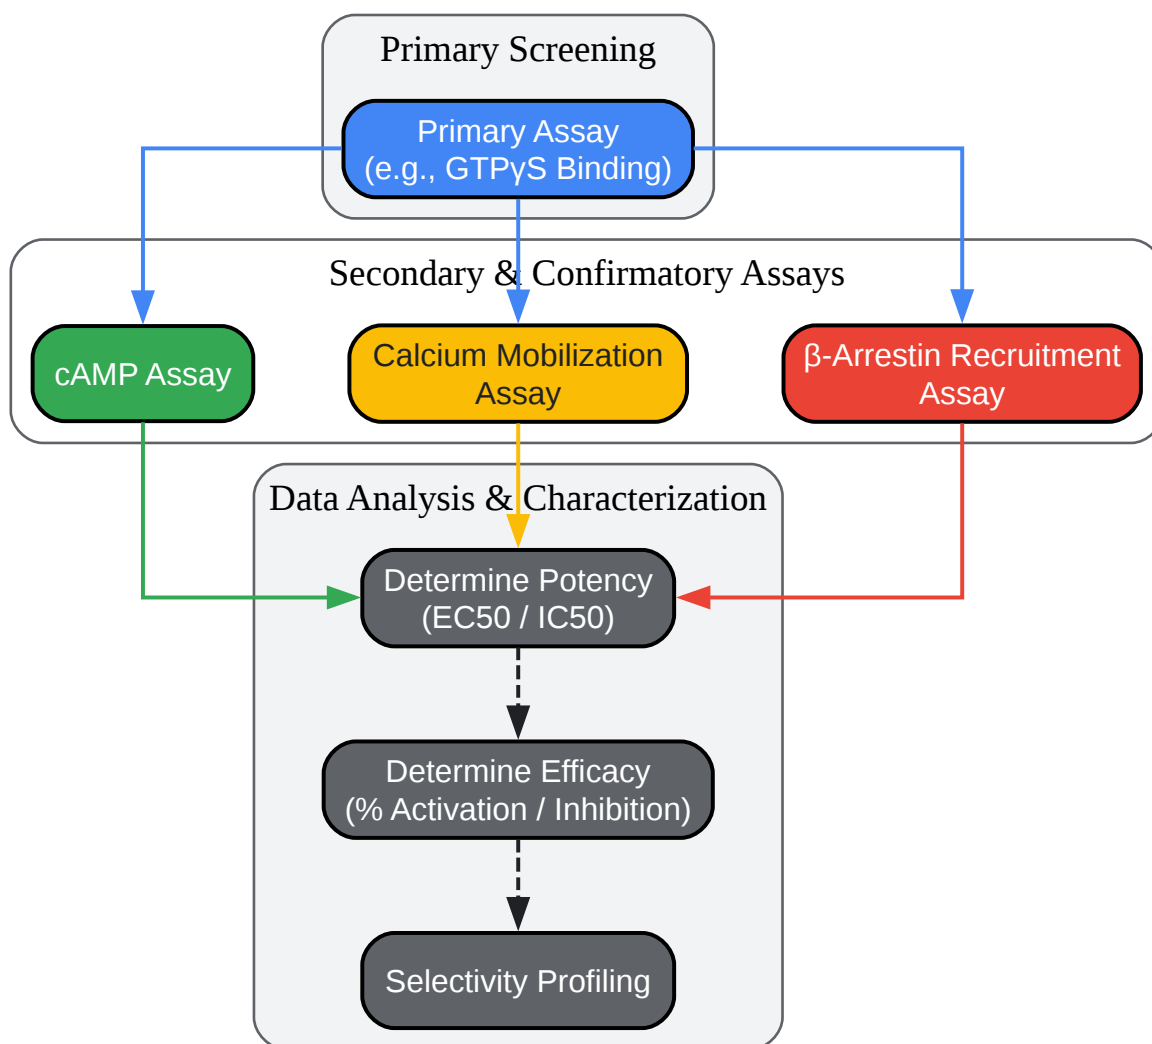 Primary Screening
Primary Assay
(e.g., GTPγS Binding)
Secondary & Confirmatory Assays
cAMP Assay
Calcium Mobilization
Assay
β-Arrestin Recruitment
Assay
Data Analysis & Characterization
Determine Potency
(EC50 / IC50)
Determine Efficacy
(% Activation / Inhibition)
Selectivity Profiling